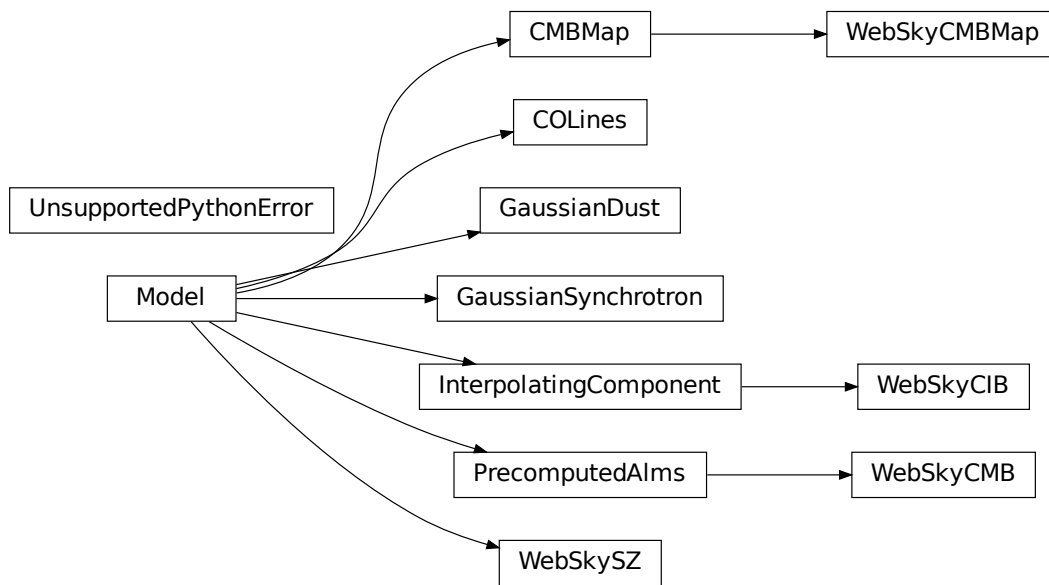 CMBMap
WebSkyCMBMap
COLines
UnsupportedPythonError
GaussianDust
Model
GaussianSynchrotron
InterpolatingComponent
WebSkyCIB
PrecomputedAlms
WebSkyCMB
WebSkySZ